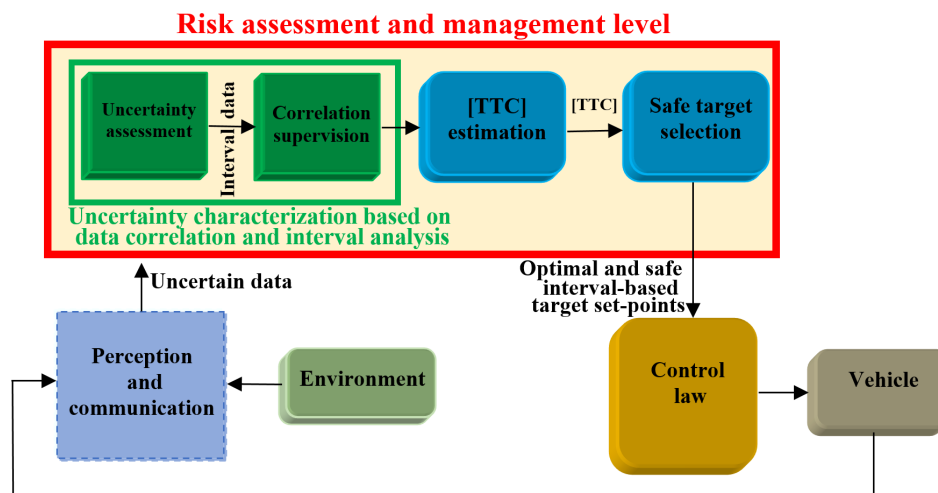 Risk assessment and management level
Uncertainty
assessment
Interval data
Correlation
supervision
[TTC]
estimation
[TTC]
Safe target
selection
Uncertainty characterization based on
data correlation and interval analysis
Uncertain data
Optimal and safe
interval-based
target set-points
Perception
and
communication
Environment
Control
law
Vehicle